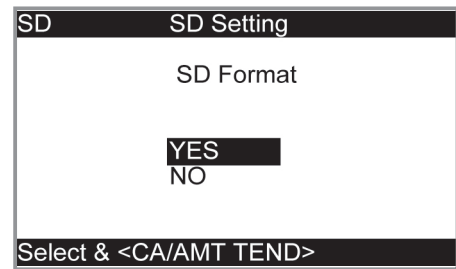 SD SD Setting
SD Format
YES
NO
Select & <CA/AMT TEND>